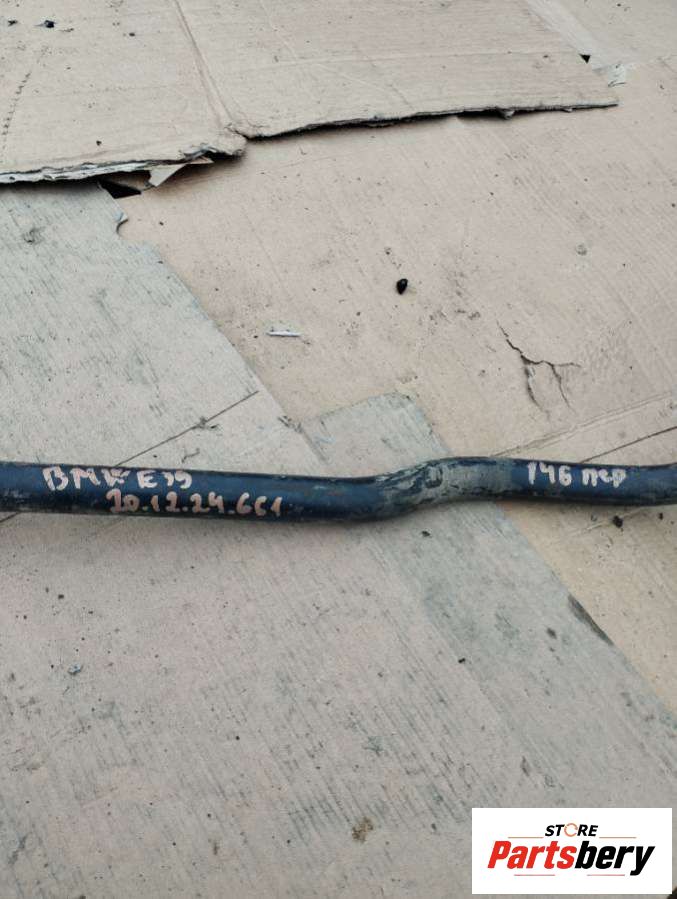 BMW E39
20.12.24.661
146 пер
STORE
Partsbery